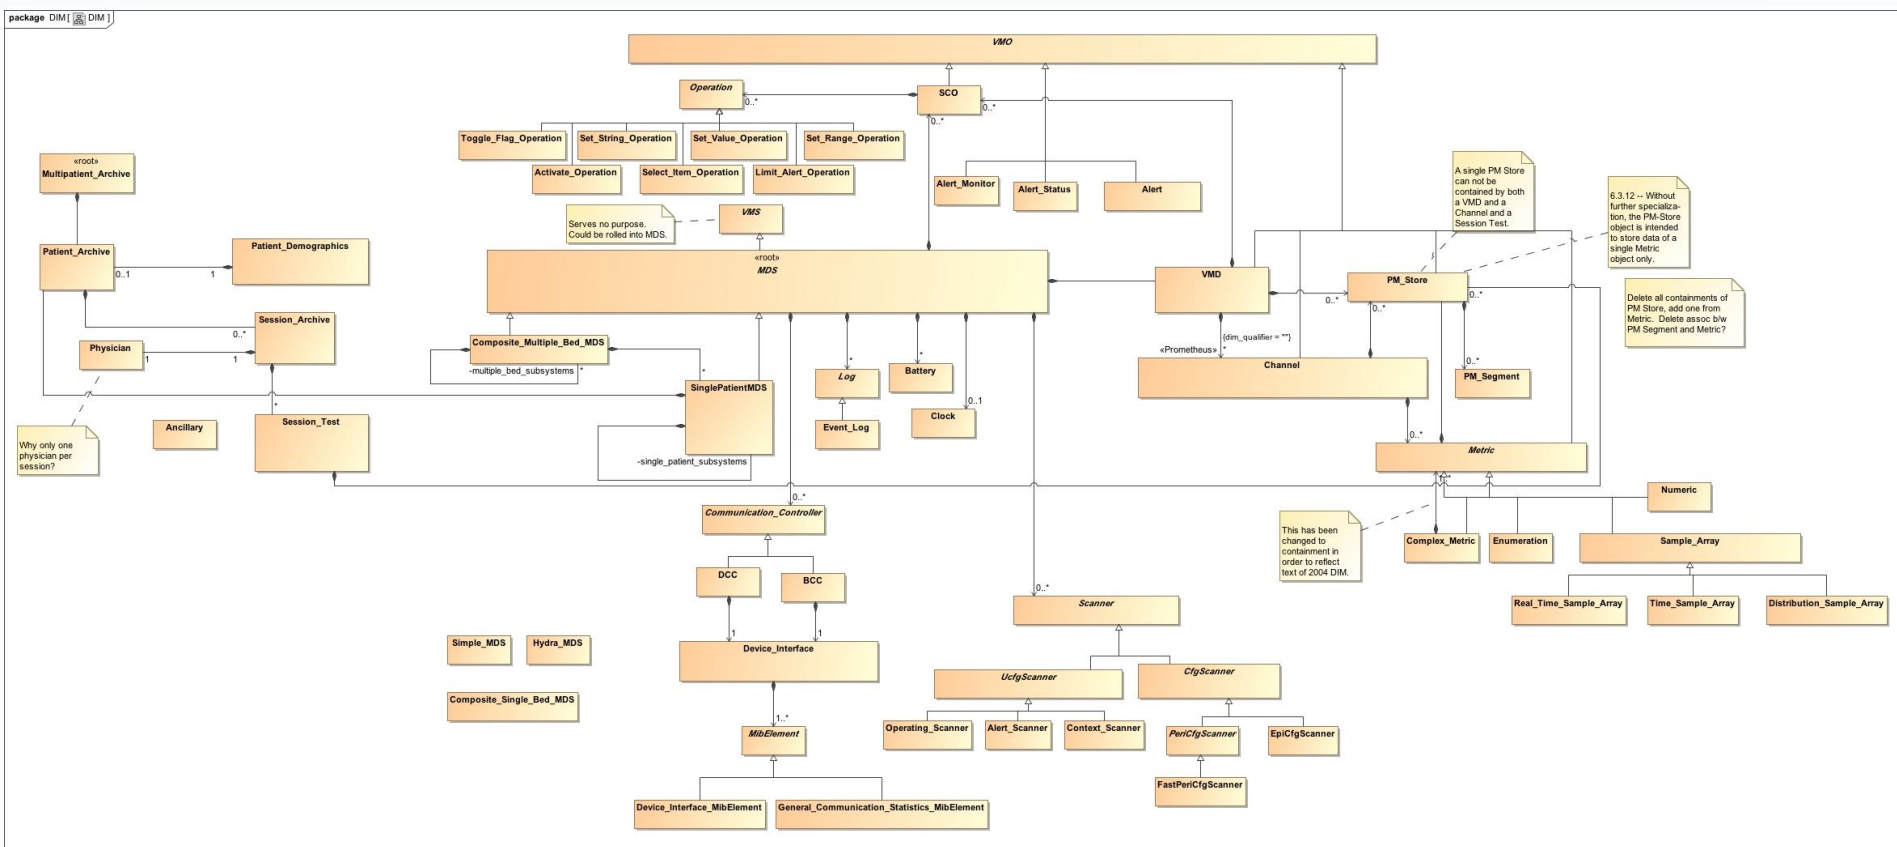 package DIM [ DIM ]
VMO
Operation
0..*
SCO
0..*
0..*
Toggle_Flag_Operation
Set_String_Operation
Set_Value_Operation
Set_Range_Operation
Activate_Operation
Select_Item_Operation
Limit_Alert_Operation
Alert_Monitor
Alert_Status
Alert
«root»
Multipatient_Archive
A single PM Store
can not be
contained by both
a VMD and a
Channel and a
Session Test.
6.3.12 -- Without
further specializa-
tion, the PM-Store
object is intended
to store data of a
single Metric
object only.
Serves no purpose.
Could be rolled into MDS.
VMS
Patient_Archive
0..1
1
Patient_Demographics
«root»
MDS
VMD
0..*
PM_Store
0..*
0..*
Delete all containments of
PM Store, add one from
Metric. Delete assoc b/w
PM Segment and Metric?
Session_Archive
0..*
Physician
1
1
*
Composite_Multiple_Bed_MDS
-multiple_bed_subsystems
*
*
SinglePatientMDS
-single_patient_subsystems
*
Log
Event_Log
*
Battery
0..1
Clock
{dim_qualifier = ""}
«Prometheus»
*
Channel
0..*
PM_Segment
Why only one
physician per
session?
Ancillary
Session_Test
0..*
Metric
0..*
Communication_Controller
This has been
changed to
containment in
order to reflect
text of 2004 DIM.
Numeric
Complex_Metric
Enumeration
Sample_Array
Real_Time_Sample_Array
Time_Sample_Array
Distribution_Sample_Array
DCC
BCC
1
1
Device_Interface
0..*
Scanner
Simple_MDS
Hydra_MDS
Composite_Single_Bed_MDS
UcfgScanner
CfgScanner
1..*
MibElement
Operating_Scanner
Alert_Scanner
Context_Scanner
PeriCfgScanner
EpiCfgScanner
FastPeriCfgScanner
Device_Interface_MibElement
General_Communication_Statistics_MibElement